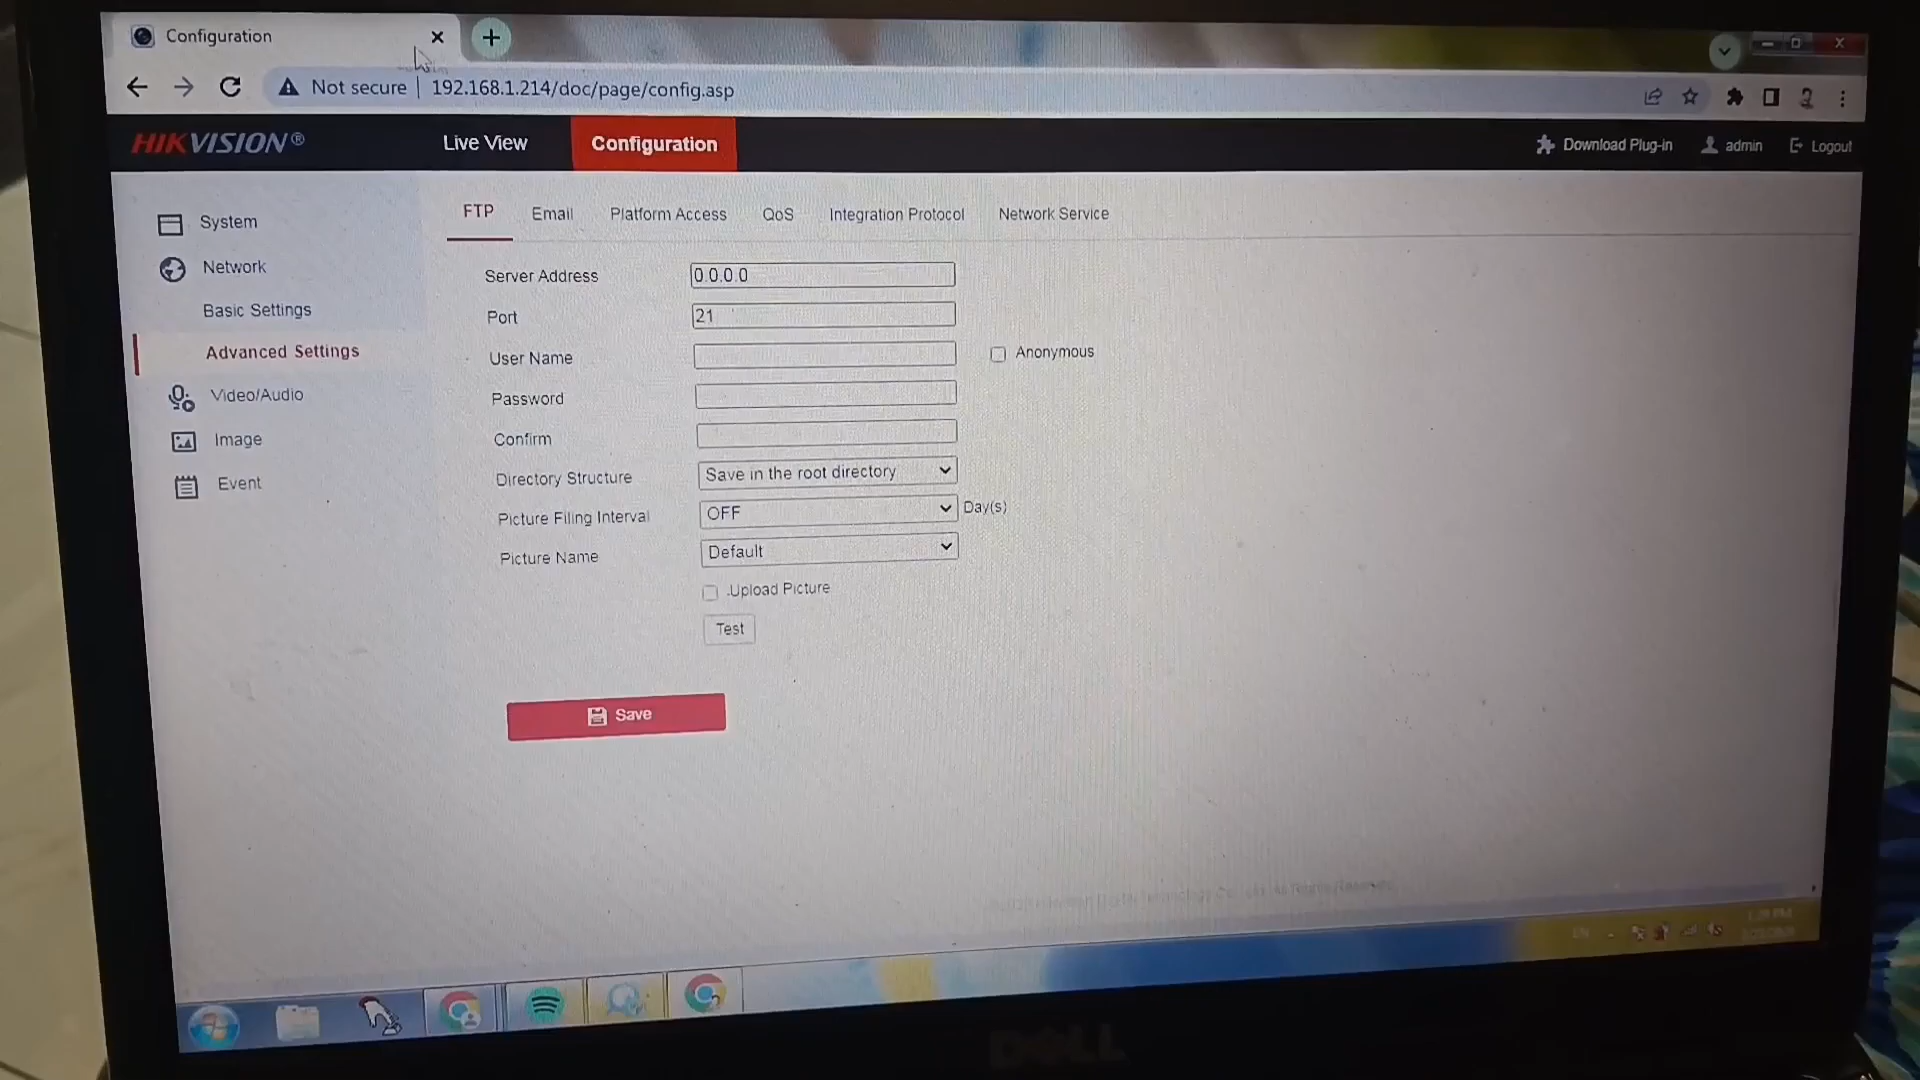 Configuration
Not secure 192.168.1.214/doc/page/config.asp
HIKVISION® Live View Configuration Download Plug-in admin Logout
System
Network
Basic Settings
Advanced Settings
Video/Audio
Image
Event
FTP Email Platform Access QoS Integration Protocol Network Service
Server Address 0.0.0.0
Port 21
User Name Anonymous
Password
Confirm
Directory Structure Save in the root directory
Picture Filing Interval OFF Day(s)
Picture Name Default
Upload Picture
Test
Save
EN
DELL